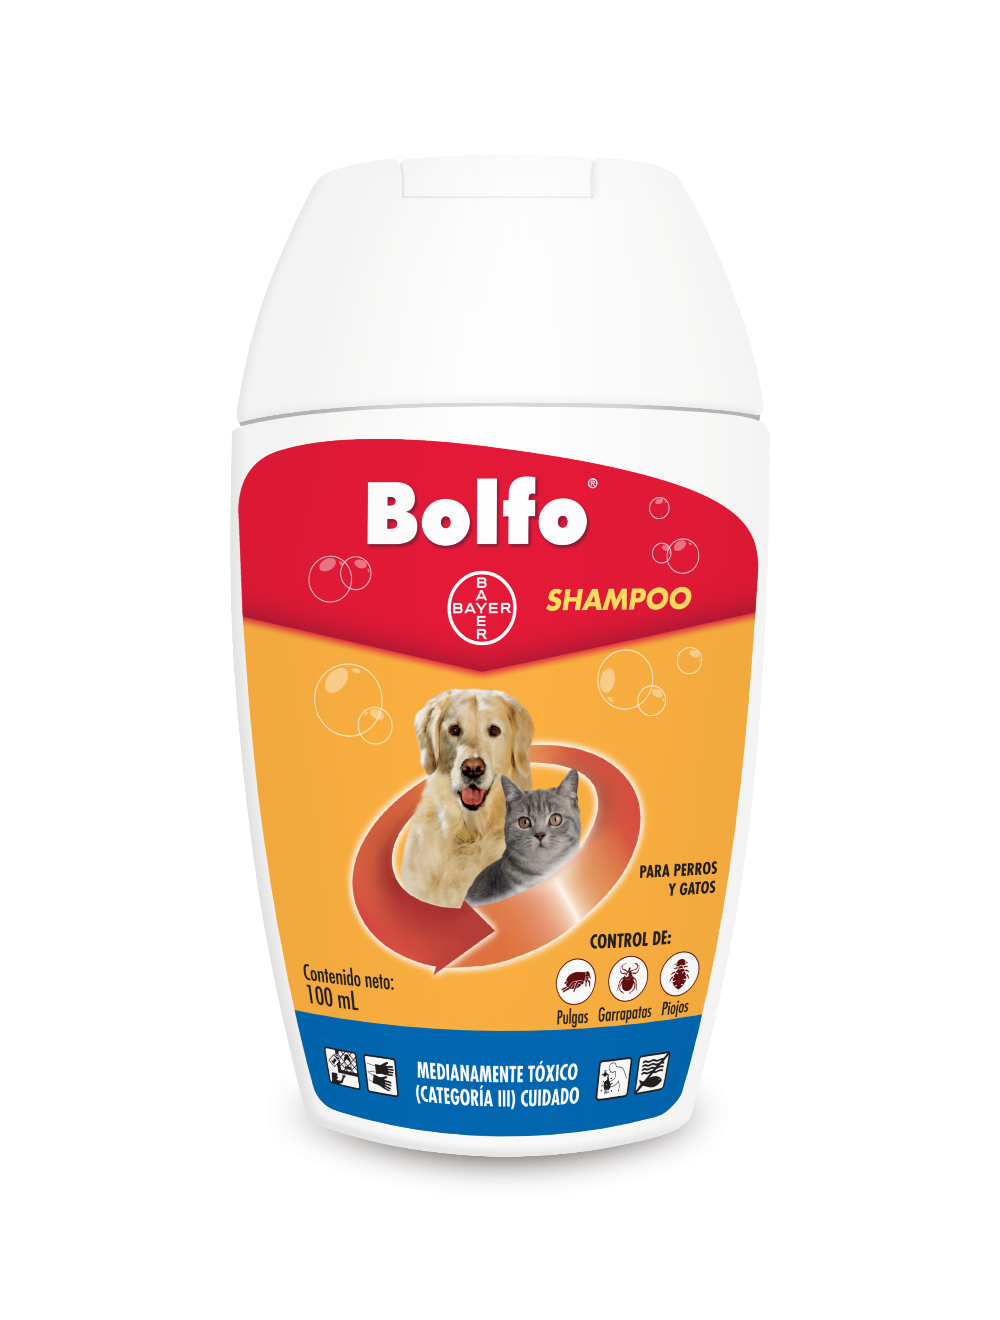 Bolfo®
BAYER
BAYER
SHAMPOO
PARA PERROS
Y GATOS
CONTROL DE:
Pulgas Garrapatas Piojos
Contenido neto:
100 mL
MEDIANAMENTE TÓXICO
(CATEGORÍA III) CUIDADO